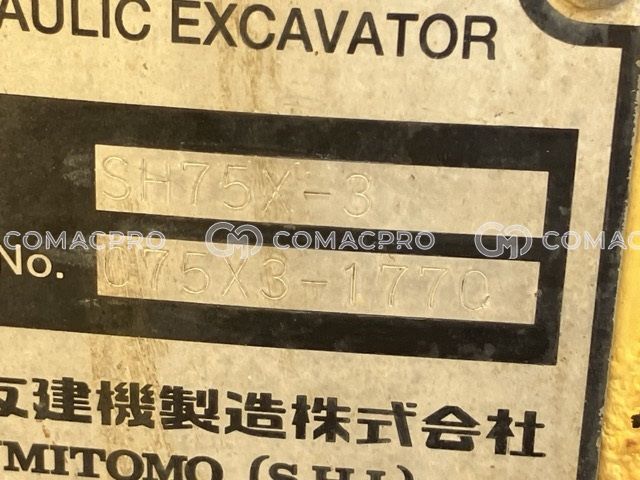 AULIC EXCAVATOR
SH75X-3
COMACPRO COMACPRO COMACPRO
No. 075X3-1770
友建機製造株式会社
MITOMO (S.H.I.)